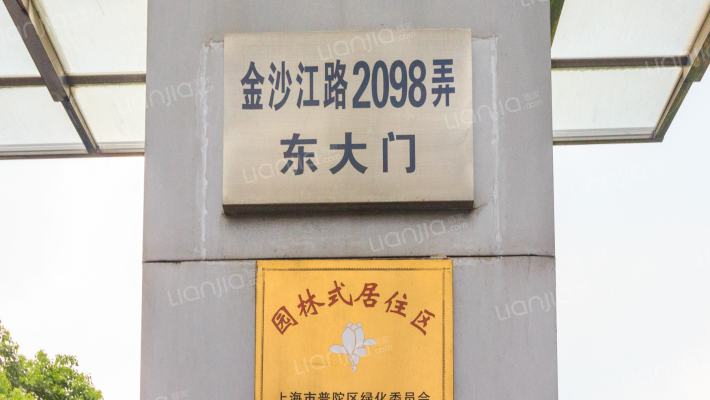 金沙江路2098弄
东大门
园林式居住区
上海市普陀区绿化委员会